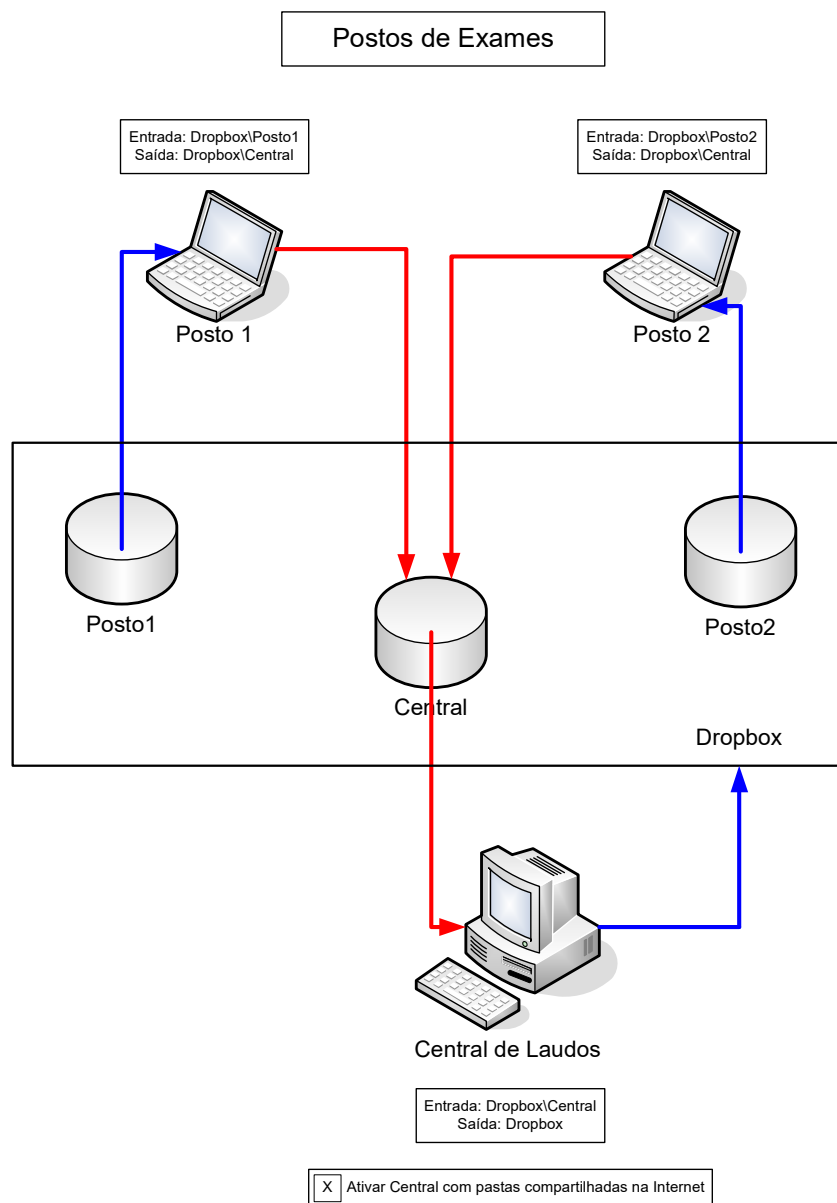 Postos de Exames
Entrada: Dropbox\Posto1
Saída: Dropbox\Central
Entrada: Dropbox\Posto2
Saída: Dropbox\Central
Posto 1
Posto 2
Posto1
Posto2
Central
Dropbox
Central de Laudos
Entrada: Dropbox\Central
Saída: Dropbox
X Ativar Central com pastas compartilhadas na Internet